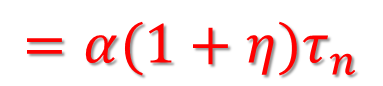 = α(1 + η)τₙ